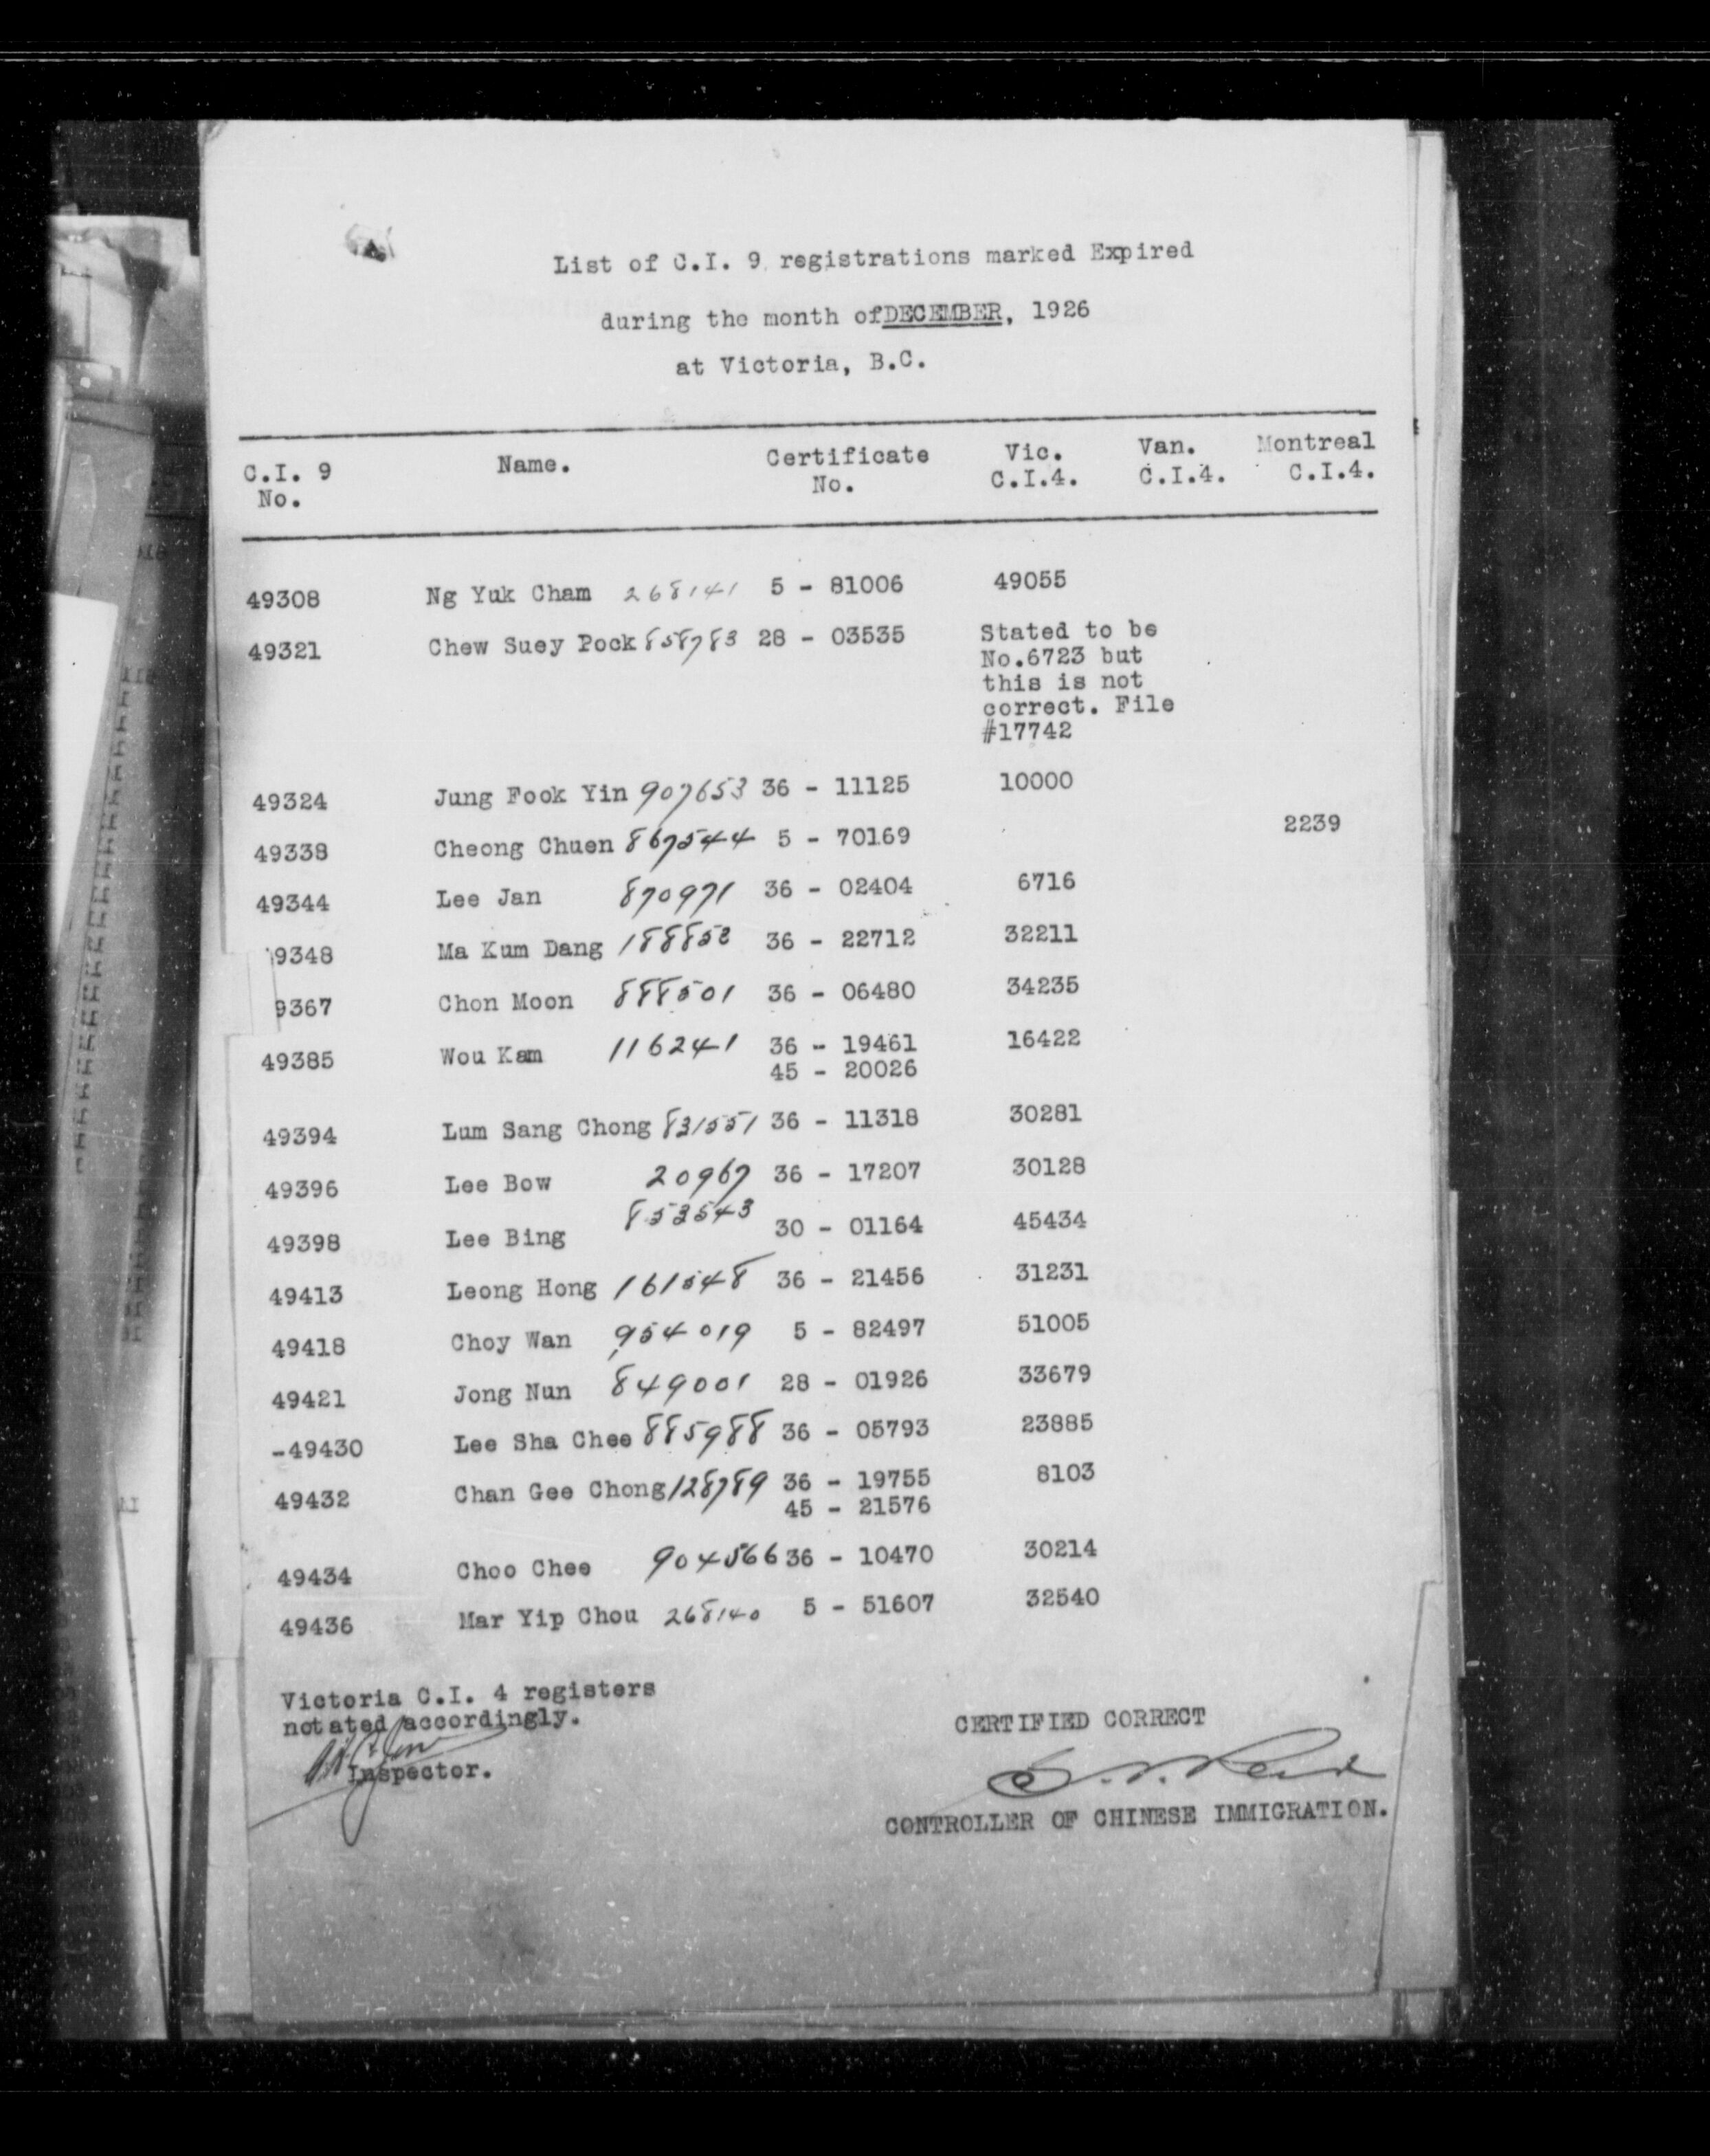 List of C.I. 9 registrations marked Expired
during the month of DECEMBER, 1926
at Victoria, B.C.
C.I. 9 Name. Certificate Vic. Van. Montreal
No. No. C.I.4. C.I.4. C.I.4.
49308 Ng Yuk Cham 268141 5 - 81006 49055
49321 Chew Suey Pock 858783 28 - 03535 Stated to be
No.6723 but
this is not
correct. File
#17742
49324 Jung Fook Yin 907653 36 - 11125 10000
49338 Cheong Chuen 867544 5 - 70169 2239
49344 Lee Jan 870971 36 - 02404 6716
9348 Ma Kum Dang 188852 36 - 22712 32211
9367 Chon Moon 888501 36 - 06480 34235
49385 Wou Kam 116241 36 - 19461 16422
45 - 20026
49394 Lum Sang Chong 831551 36 - 11318 30281
49396 Lee Bow 20967 36 - 17207 30128
49398 Lee Bing 853543 30 - 01164 45434
49413 Leong Hong 161548 36 - 21456 31231
49418 Choy Wan 954019 5 - 82497 51005
49421 Jong Nun 849001 28 - 01926 33679
-49430 Lee Sha Chee 885988 36 - 05793 23885
49432 Chan Gee Chong 128789 36 - 19755 8103
45 - 21576
49434 Choo Chee 904566 36 - 10470 30214
49436 Mar Yip Chou 268140 5 - 51607 32540
Victoria C.I. 4 registers
notated accordingly.
Inspector.
CERTIFIED CORRECT
CONTROLLER OF CHINESE IMMIGRATION.